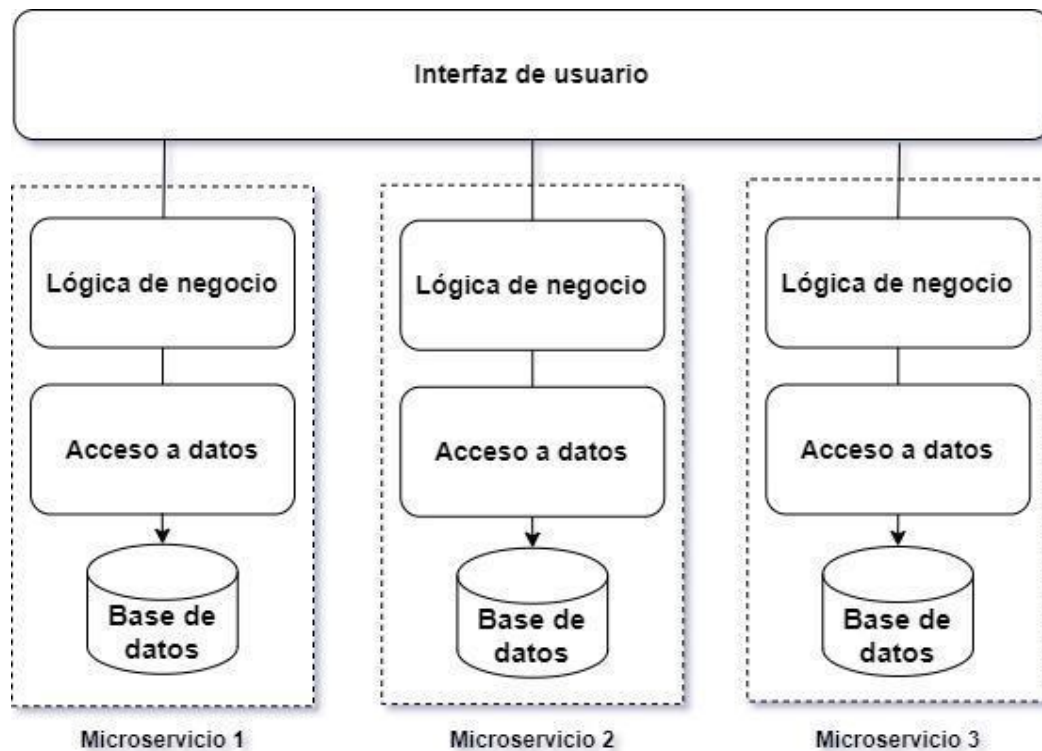 Interfaz de usuario
Lógica de negocio
Acceso a datos
Base de
datos
Microservicio 1
Lógica de negocio
Acceso a datos
Base de
datos
Microservicio 2
Lógica de negocio
Acceso a datos
Base de
datos
Microservicio 3